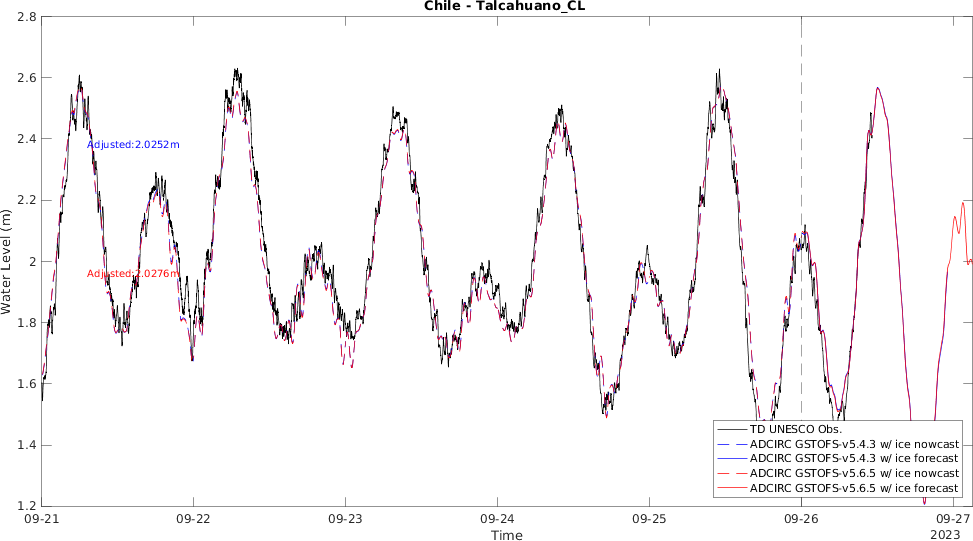 Chile - Talcahuano_CL
2.8
2.6
2.4
2.2
2
1.8
1.6
1.4
1.2
Water Level (m)
Adjusted:2.0252m
Adjusted:2.0276m
TD UNESCO Obs.
ADCIRC GSTOFS-v5.4.3 w/ ice nowcast
ADCIRC GSTOFS-v5.4.3 w/ ice forecast
ADCIRC GSTOFS-v5.6.5 w/ ice nowcast
ADCIRC GSTOFS-v5.6.5 w/ ice forecast
09-21 09-22 09-23 09-24 09-25 09-26 09-27
Time
2023